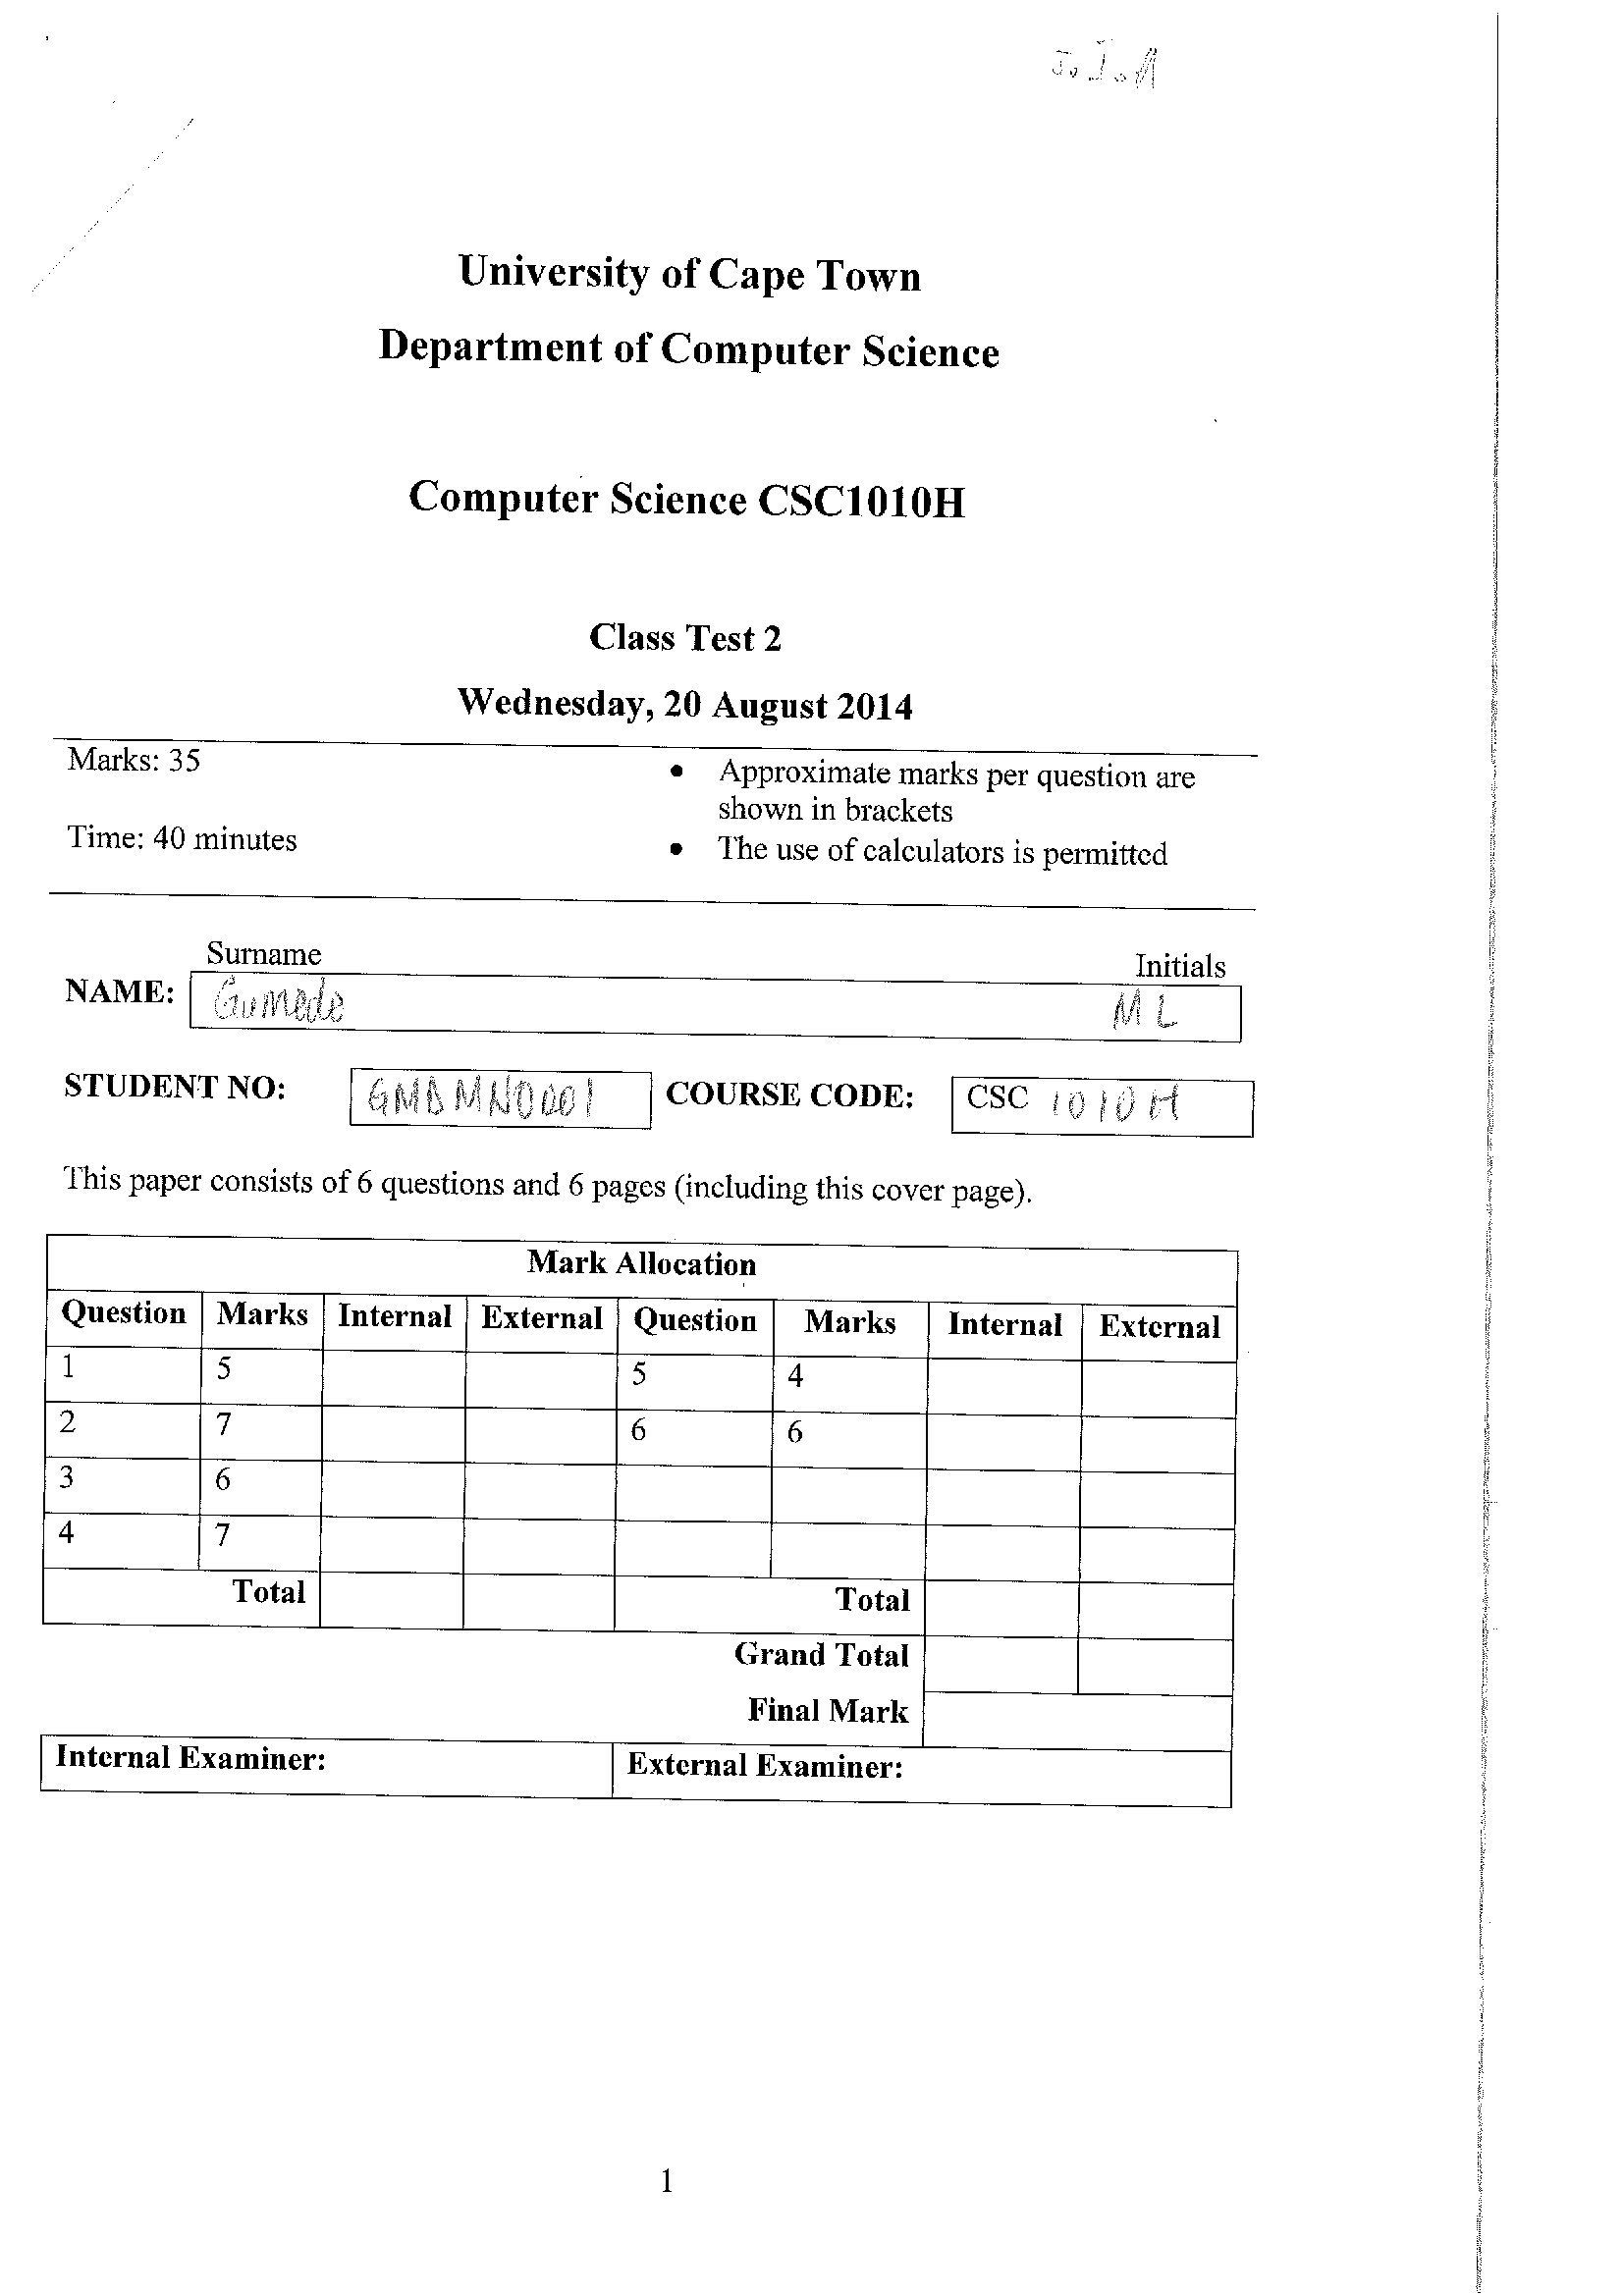 University of Cape Town
Department of Computer Science
Computer Science CSC1010H
Class Test 2
Wednesday, 20 August 2014
Marks: 35
Time: 40 minutes
• Approximate marks per question are
shown in brackets
• The use of calculators is permitted
Surname Initials
NAME: Gumede ML
STUDENT NO: GMDMNO001 COURSE CODE: CSC 1010H
This paper consists of 6 questions and 6 pages (including this cover page).
Mark Allocation
Question Marks Internal External Question Marks Internal External
1 5 5 4
2 7 6 6
3 6
4 7
Total Total
Grand Total
Final Mark
Internal Examiner: External Examiner:
1